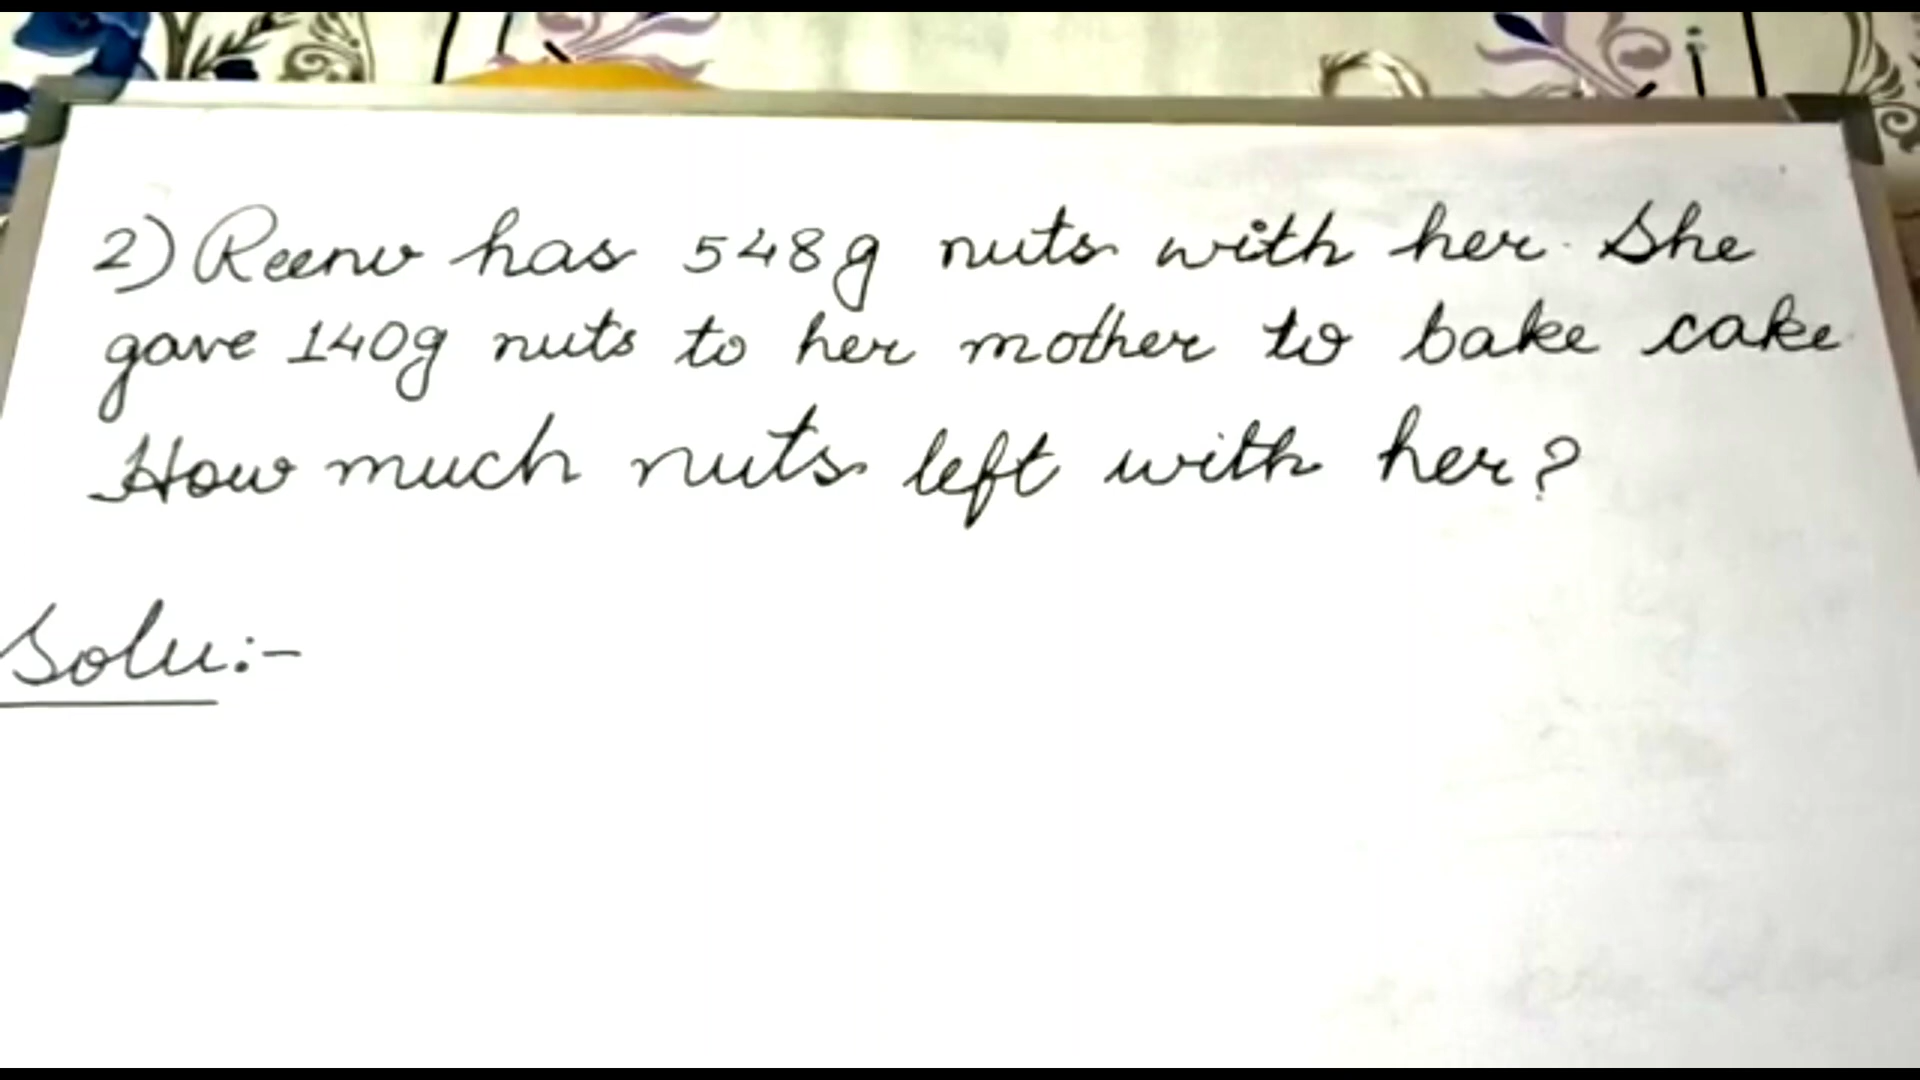 2) Reenu has 548g nuts with her. She
gave 140g nuts to her mother to bake cake
How much nuts left with her?
Solu:-